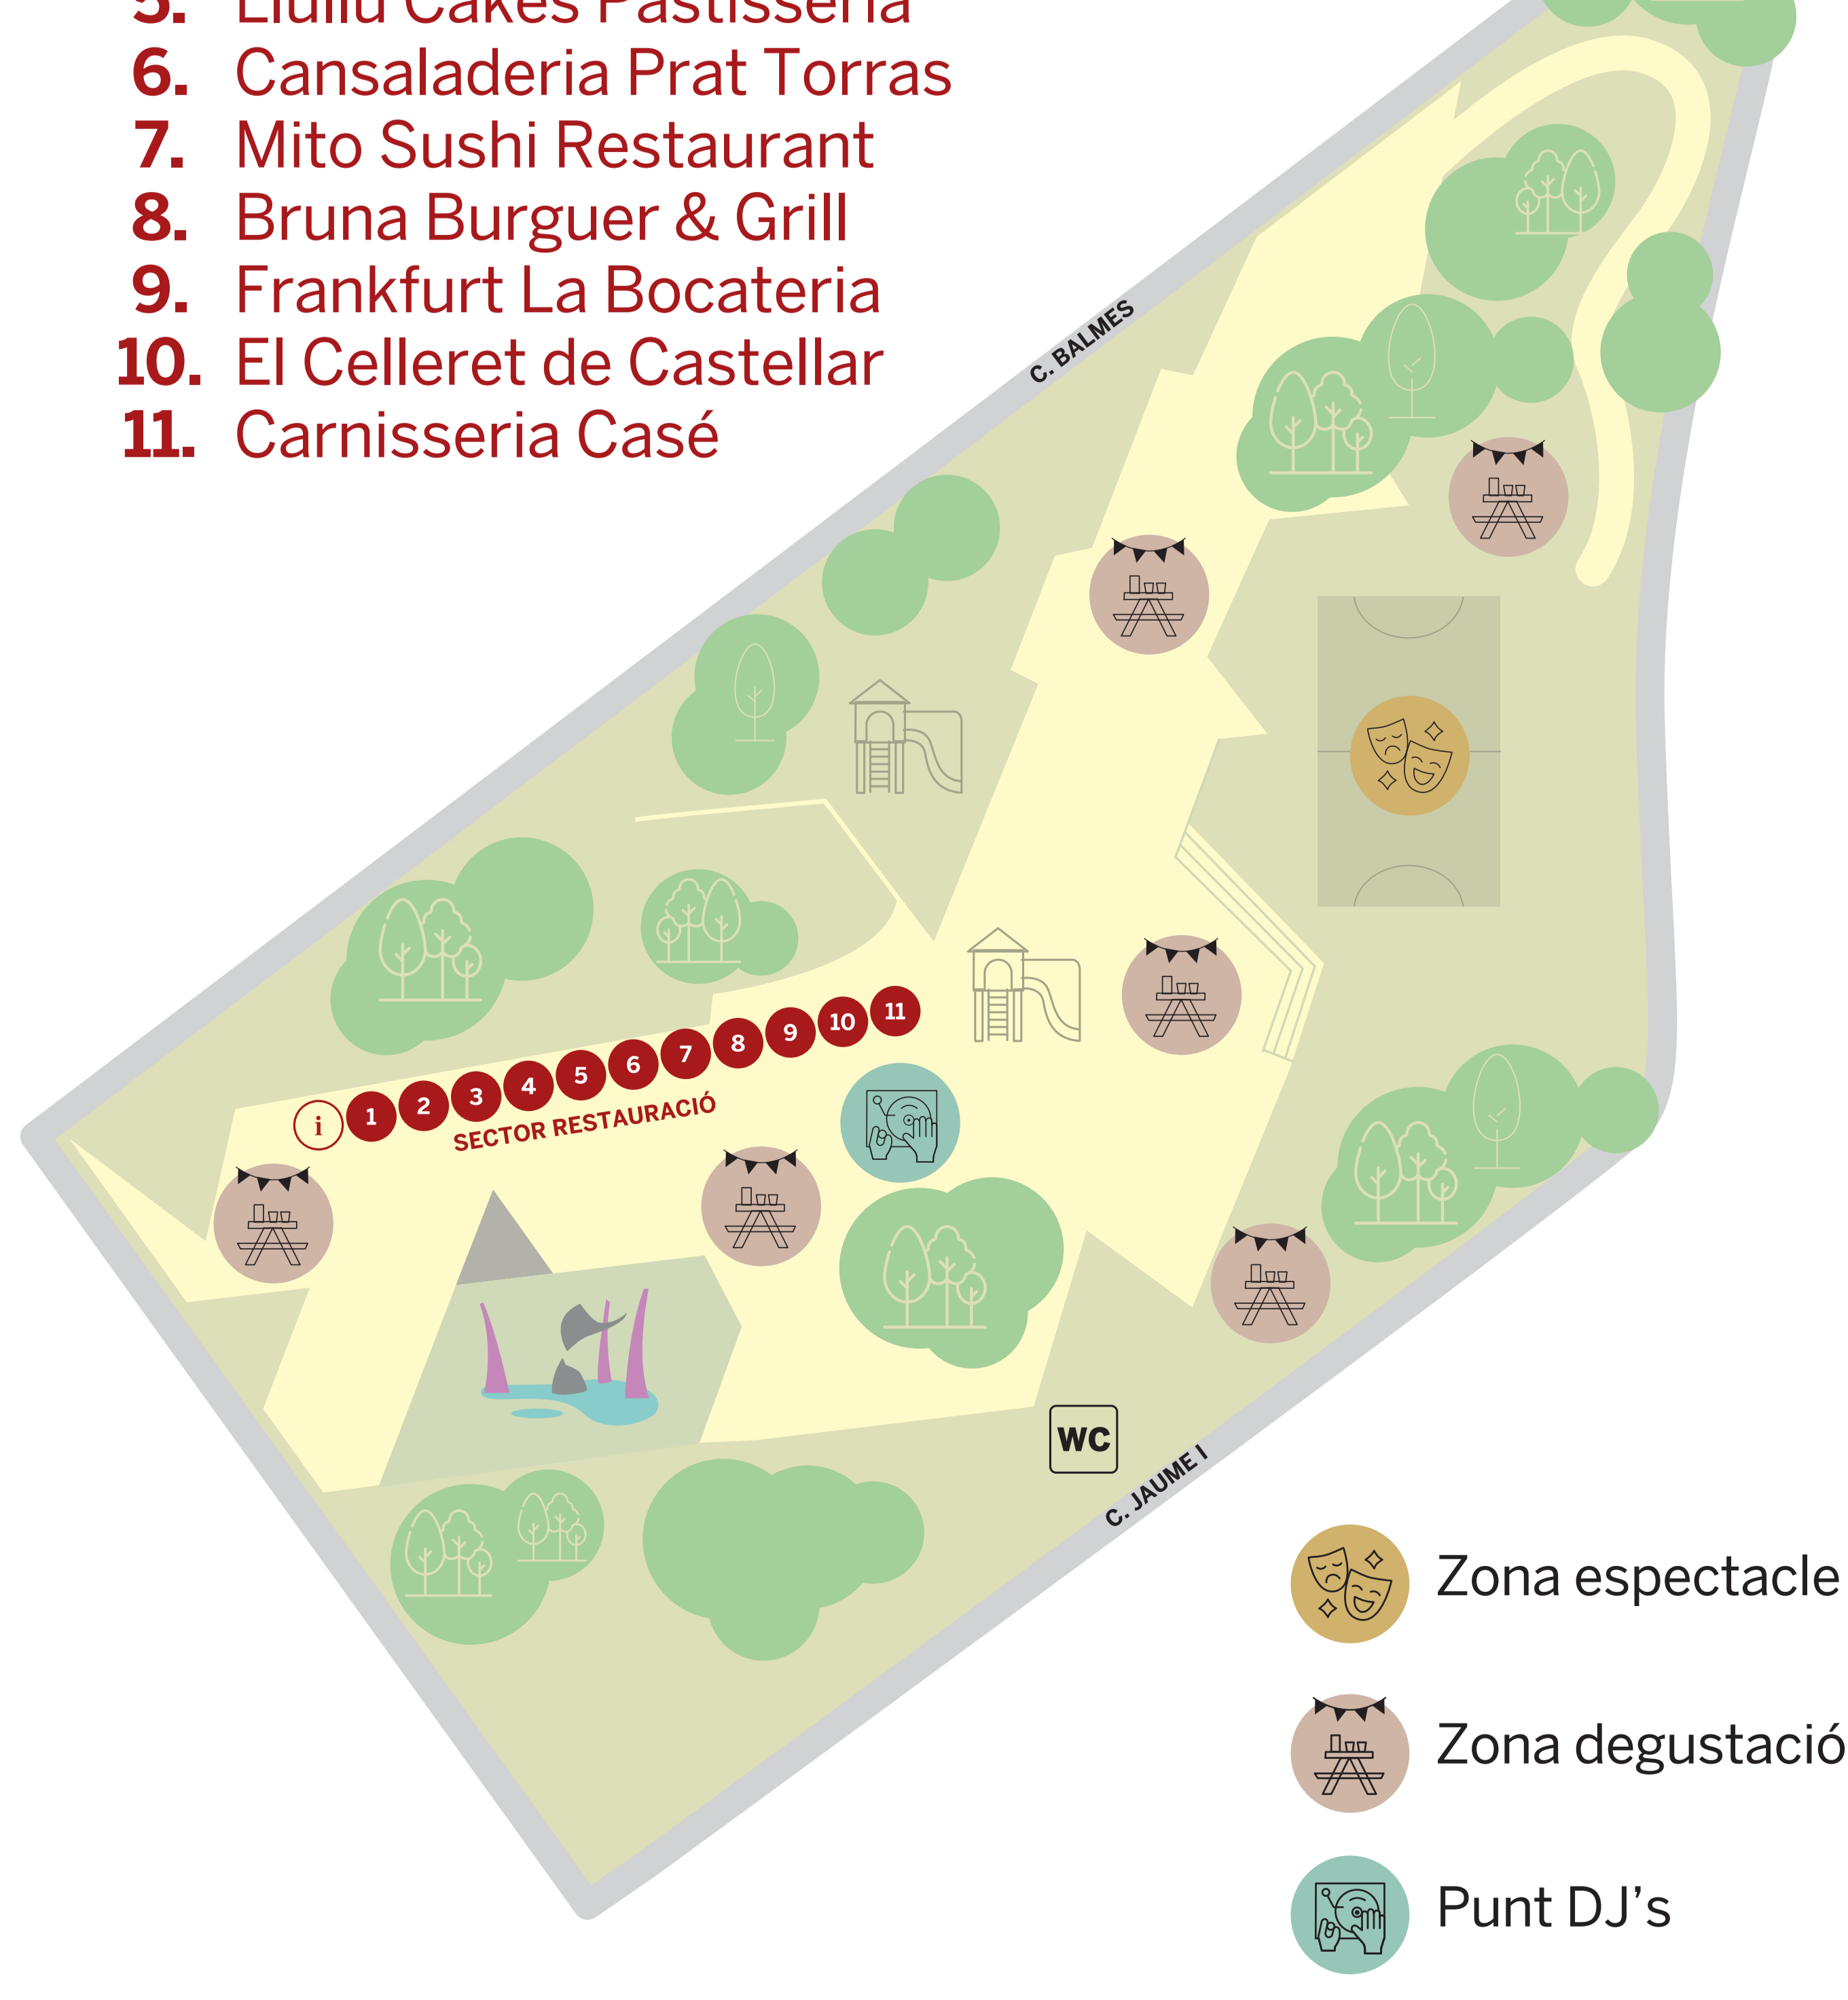 6. Cansaladeria Prat Torras
7. Mito Sushi Restaurant
8. Bruna Burguer & Grill
9. Frankfurt La Bocateria
10. El Celleret de Castellar
11. Carnisseria Casé
C. BALMES
i 1 2 3 4 5 6 7 8 9 10 11
SECTOR RESTAURACIÓ
WC
C. JAUME I
Zona espectacle
Zona degustació
Punt DJ's